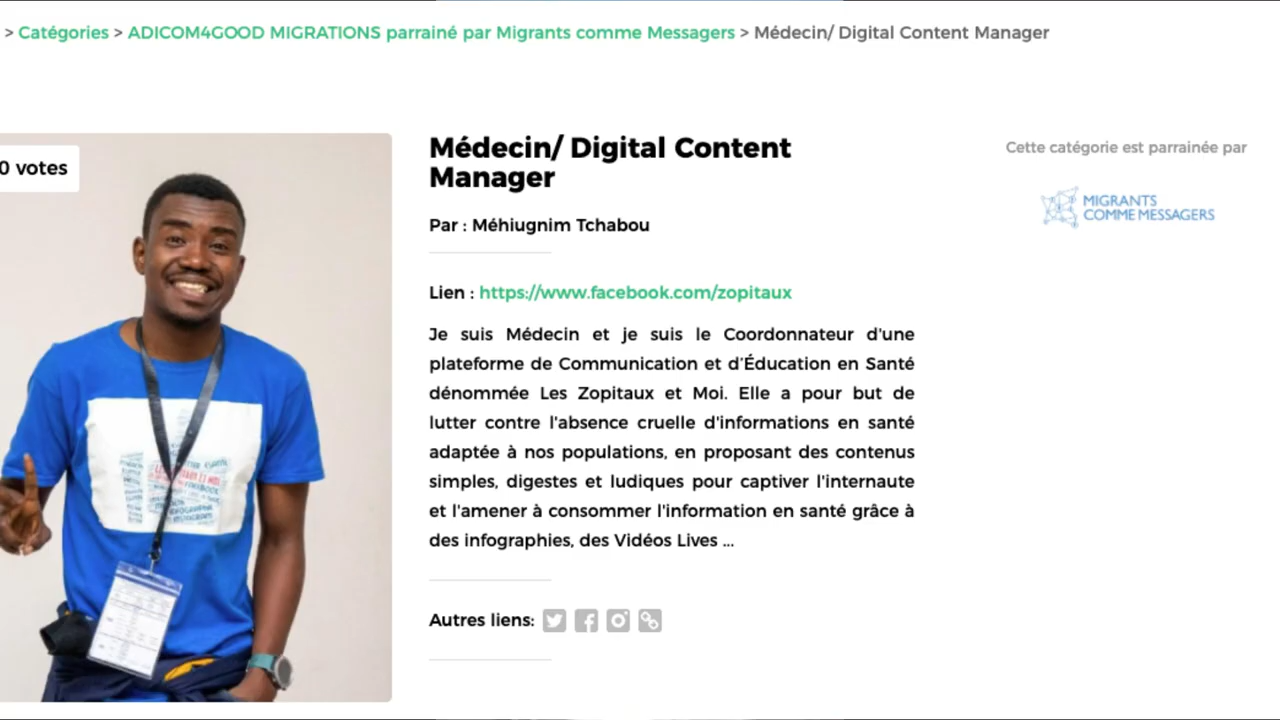 > Catégories > ADICOM4GOOD MIGRATIONS parrainé par Migrants comme Messagers > Médecin/ Digital Content Manager
0 votes
Médecin/ Digital Content
Manager
Par : Méhiugnim Tchabou
Lien : https://www.facebook.com/zopitaux
Je suis Médecin et je suis le Coordonnateur d'une
plateforme de Communication et d'Éducation en Santé
dénommée Les Zopitaux et Moi. Elle a pour but de
lutter contre l'absence cruelle d'informations en santé
adaptée à nos populations, en proposant des contenus
simples, digestes et ludiques pour captiver l'internaute
et l'amener à consommer l'information en santé grâce à
des infographies, des Vidéos Lives ...
Autres liens:
Cette catégorie est parrainée par
MIGRANTS
COMME MESSAGERS